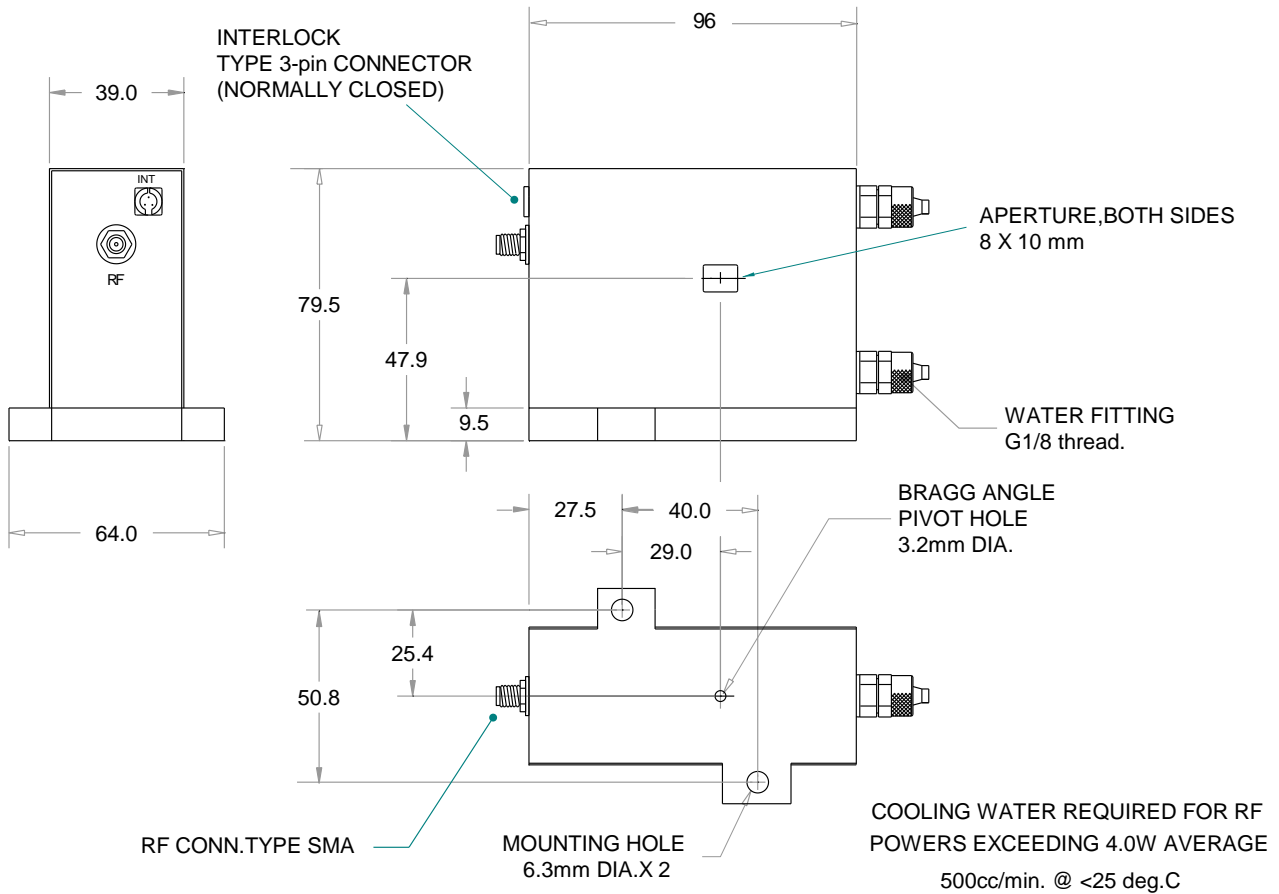 96
INTERLOCK
TYPE 3-pin CONNECTOR
(NORMALLY CLOSED)
39.0
INT
RF
APERTURE,BOTH SIDES
8 X 10 mm
79.5
47.9
9.5
WATER FITTING
G1/8 thread.
64.0
27.5
40.0
29.0
BRAGG ANGLE
PIVOT HOLE
3.2mm DIA.
25.4
50.8
RF CONN.TYPE SMA
MOUNTING HOLE
6.3mm DIA.X 2
COOLING WATER REQUIRED FOR RF
POWERS EXCEEDING 4.0W AVERAGE
500cc/min. @ <25 deg.C